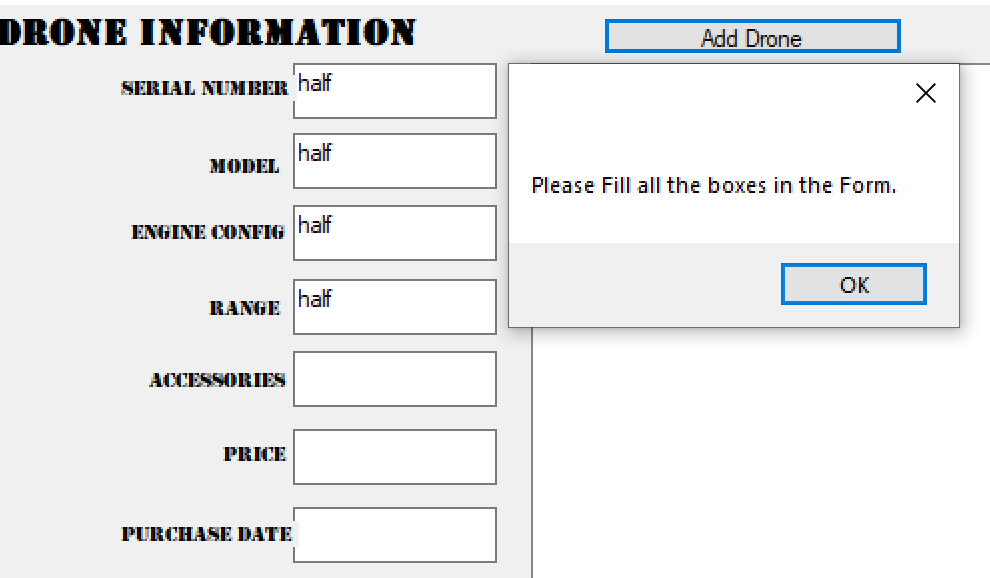 DRONE INFORMATION
Add Drone
SERIAL NUMBER half
MODEL half
Please Fill all the boxes in the Form.
ENGINE CONFIG half
OK
RANGE half
ACCESSORIES
PRICE
PURCHASE DATE